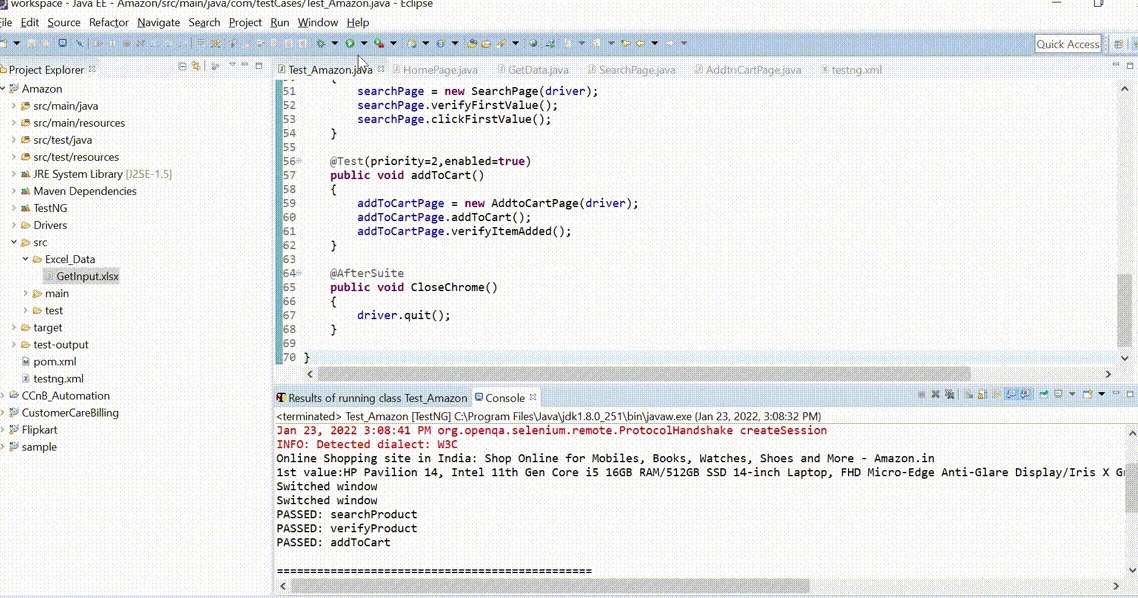 workspace - Java EE - Amazon/src/main/java/com/testCases/Test_Amazon.java - Eclipse
File Edit Source Refactor Navigate Search Project Run Window Help
Quick Access
Project Explorer
Amazon
src/main/java
src/main/resources
src/test/java
src/test/resources
JRE System Library [J2SE-1.5]
Maven Dependencies
TestNG
Drivers
src
Excel_Data
GetInput.xlsx
main
test
target
test-output
pom.xml
testng.xml
CCnB_Automation
CustomerCareBilling
Flipkart
sample
Test_Amazon.java HomePage.java GetData.java SearchPage.java AddtoCartPage.java testng.xml
51 searchPage = new SearchPage(driver);
52 searchPage.verifyFirstValue();
53 searchPage.clickFirstValue();
54 }
55
56 @Test(priority=2,enabled=true)
57 public void addToCart()
58 {
59 addToCartPage = new AddtoCartPage(driver);
60 addToCartPage.addToCart();
61 addToCartPage.verifyItemAdded();
62 }
63
64 @AfterSuite
65 public void CloseChrome()
66 {
67 driver.quit();
68 }
69
70 }
Results of running class Test_Amazon Console
<terminated> Test_Amazon [TestNG] C:\Program Files\Java\jdk1.8.0_251\bin\javaw.exe (Jan 23, 2022, 3:08:32 PM)
Jan 23, 2022 3:08:41 PM org.openqa.selenium.remote.ProtocolHandshake createSession
INFO: Detected dialect: W3C
Online Shopping site in India: Shop Online for Mobiles, Books, Watches, Shoes and More - Amazon.in
1st value:HP Pavilion 14, Intel 11th Gen Core i5 16GB RAM/512GB SSD 14-inch Laptop, FHD Micro-Edge Anti-Glare Display/Iris X
Switched window
Switched window
PASSED: searchProduct
PASSED: verifyProduct
PASSED: addToCart
===============================================